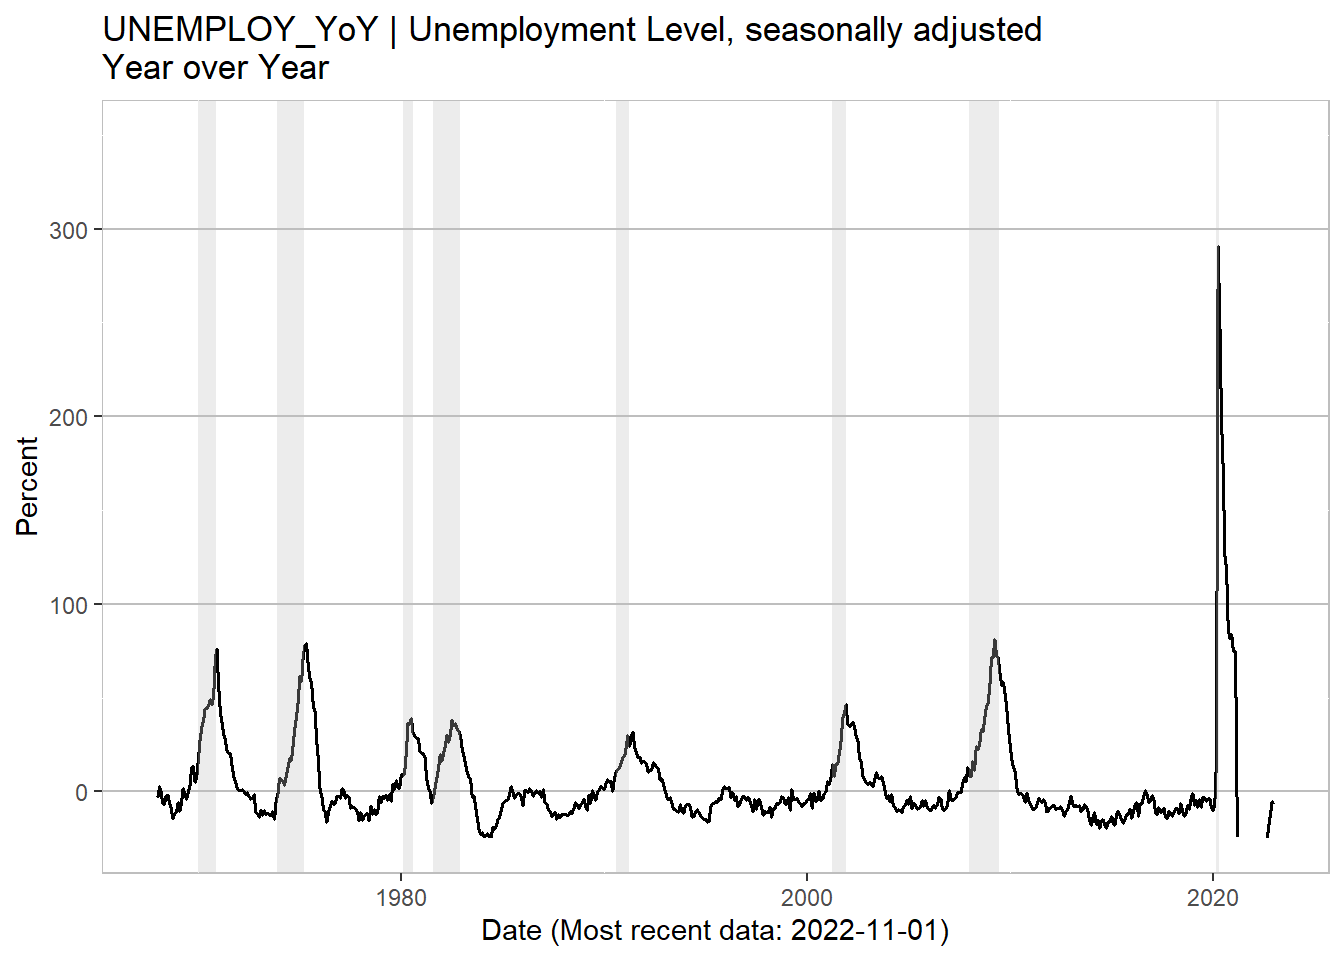 UNEMPLOY_YoY | Unemployment Level, seasonally adjusted
Year over Year
300
200
100
0
Percent
1980
2000
2020
Date (Most recent data: 2022-11-01)